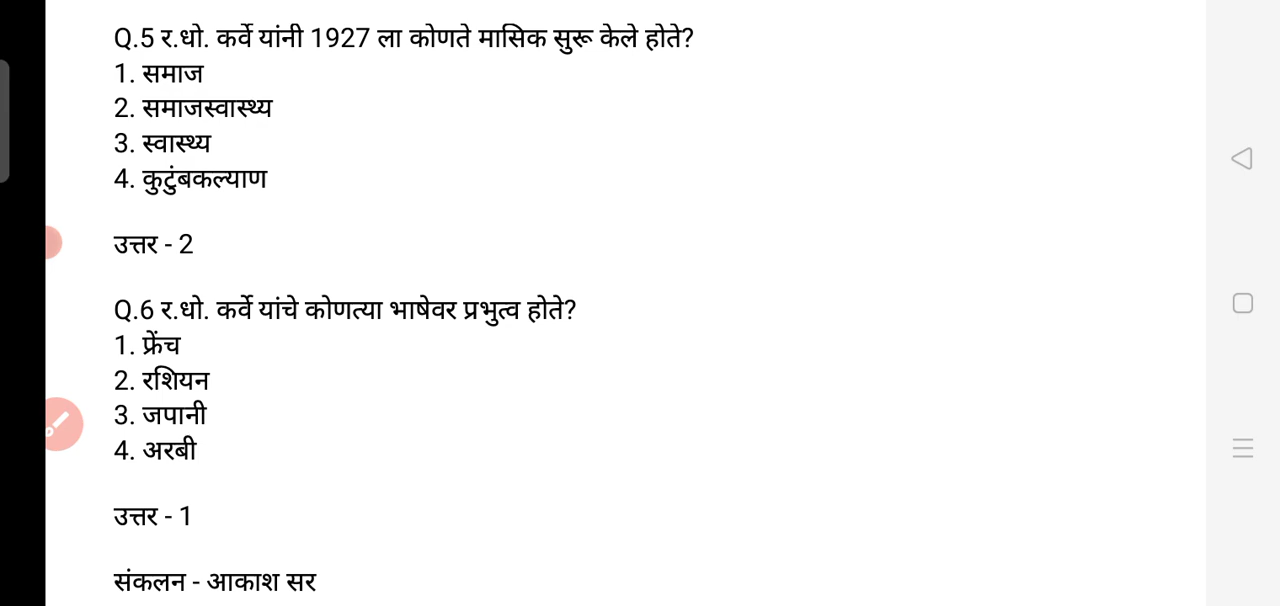 Q.5 र.धो. कर्वे यांनी 1927 ला कोणते मासिक सुरू केले होते?
1. समाज
2. समाजस्वास्थ्य
3. स्वास्थ्य
4. कुटुंबकल्याण
उत्तर - 2
Q.6 र.धो. कर्वे यांचे कोणत्या भाषेवर प्रभुत्व होते?
1. फ्रेंच
2. रशियन
3. जपानी
4. अरबी
उत्तर - 1
संकलन - आकाश सर